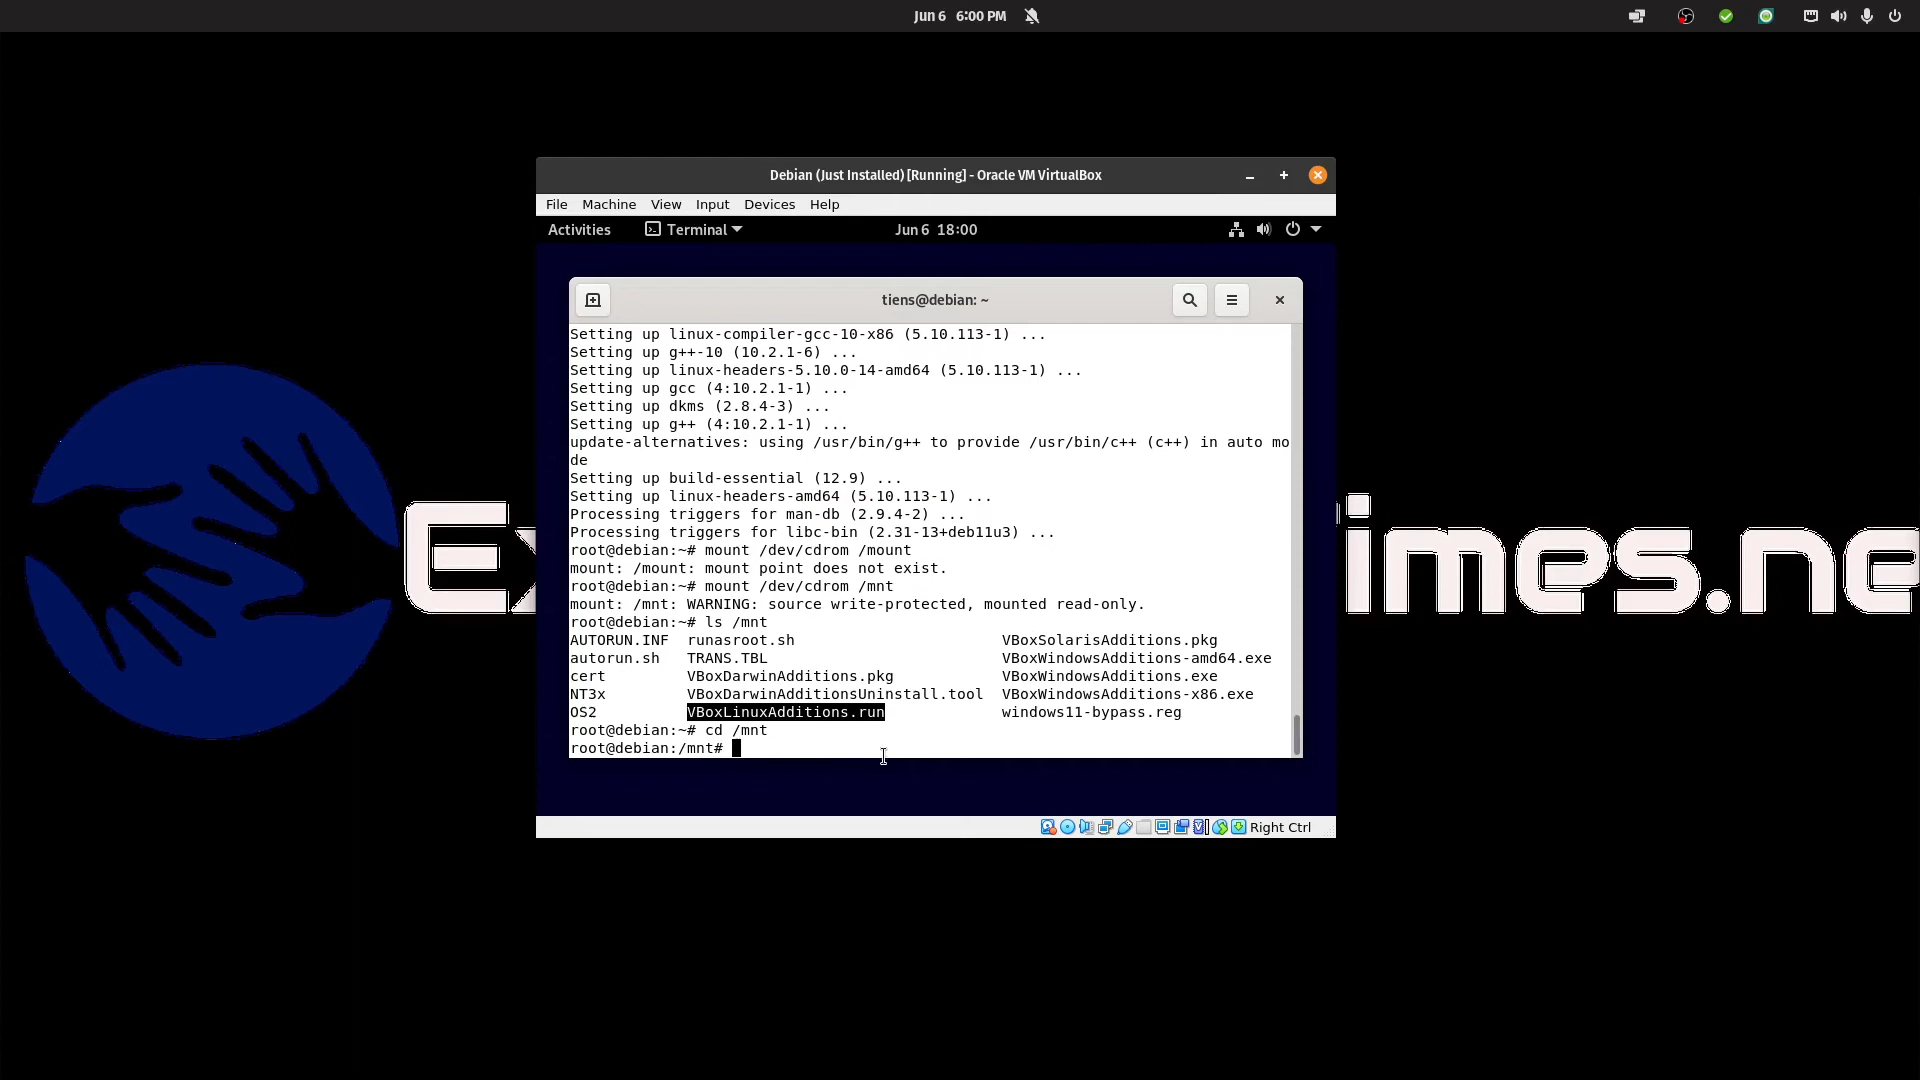 Jun 6 6:00 PM
Debian (Just Installed) [Running] - Oracle VM VirtualBox
File Machine View Input Devices Help
Activities Terminal Jun 6 18:00
tiens@debian: ~
Setting up linux-compiler-gcc-10-x86 (5.10.113-1) ...
Setting up g++-10 (10.2.1-6) ...
Setting up linux-headers-5.10.0-14-amd64 (5.10.113-1) ...
Setting up gcc (4:10.2.1-1) ...
Setting up dkms (2.8.4-3) ...
Setting up g++ (4:10.2.1-1) ...
update-alternatives: using /usr/bin/g++ to provide /usr/bin/c++ (c++) in auto mo
de
Setting up build-essential (12.9) ...
Setting up linux-headers-amd64 (5.10.113-1) ...
Processing triggers for man-db (2.9.4-2) ...
Processing triggers for libc-bin (2.31-13+deb11u3) ...
root@debian:~# mount /dev/cdrom /mount
mount: /mount: mount point does not exist.
root@debian:~# mount /dev/cdrom /mnt
mount: /mnt: WARNING: source write-protected, mounted read-only.
root@debian:~# ls /mnt
AUTORUN.INF runasroot.sh VBoxSolarisAdditions.pkg
autorun.sh TRANS.TBL VBoxWindowsAdditions-amd64.exe
cert VBoxDarwinAdditions.pkg VBoxWindowsAdditions.exe
NT3x VBoxDarwinAdditionsUninstall.tool VBoxWindowsAdditions-x86.exe
OS2 VBoxLinuxAdditions.run windows11-bypass.reg
root@debian:~# cd /mnt
root@debian:/mnt#
Right Ctrl